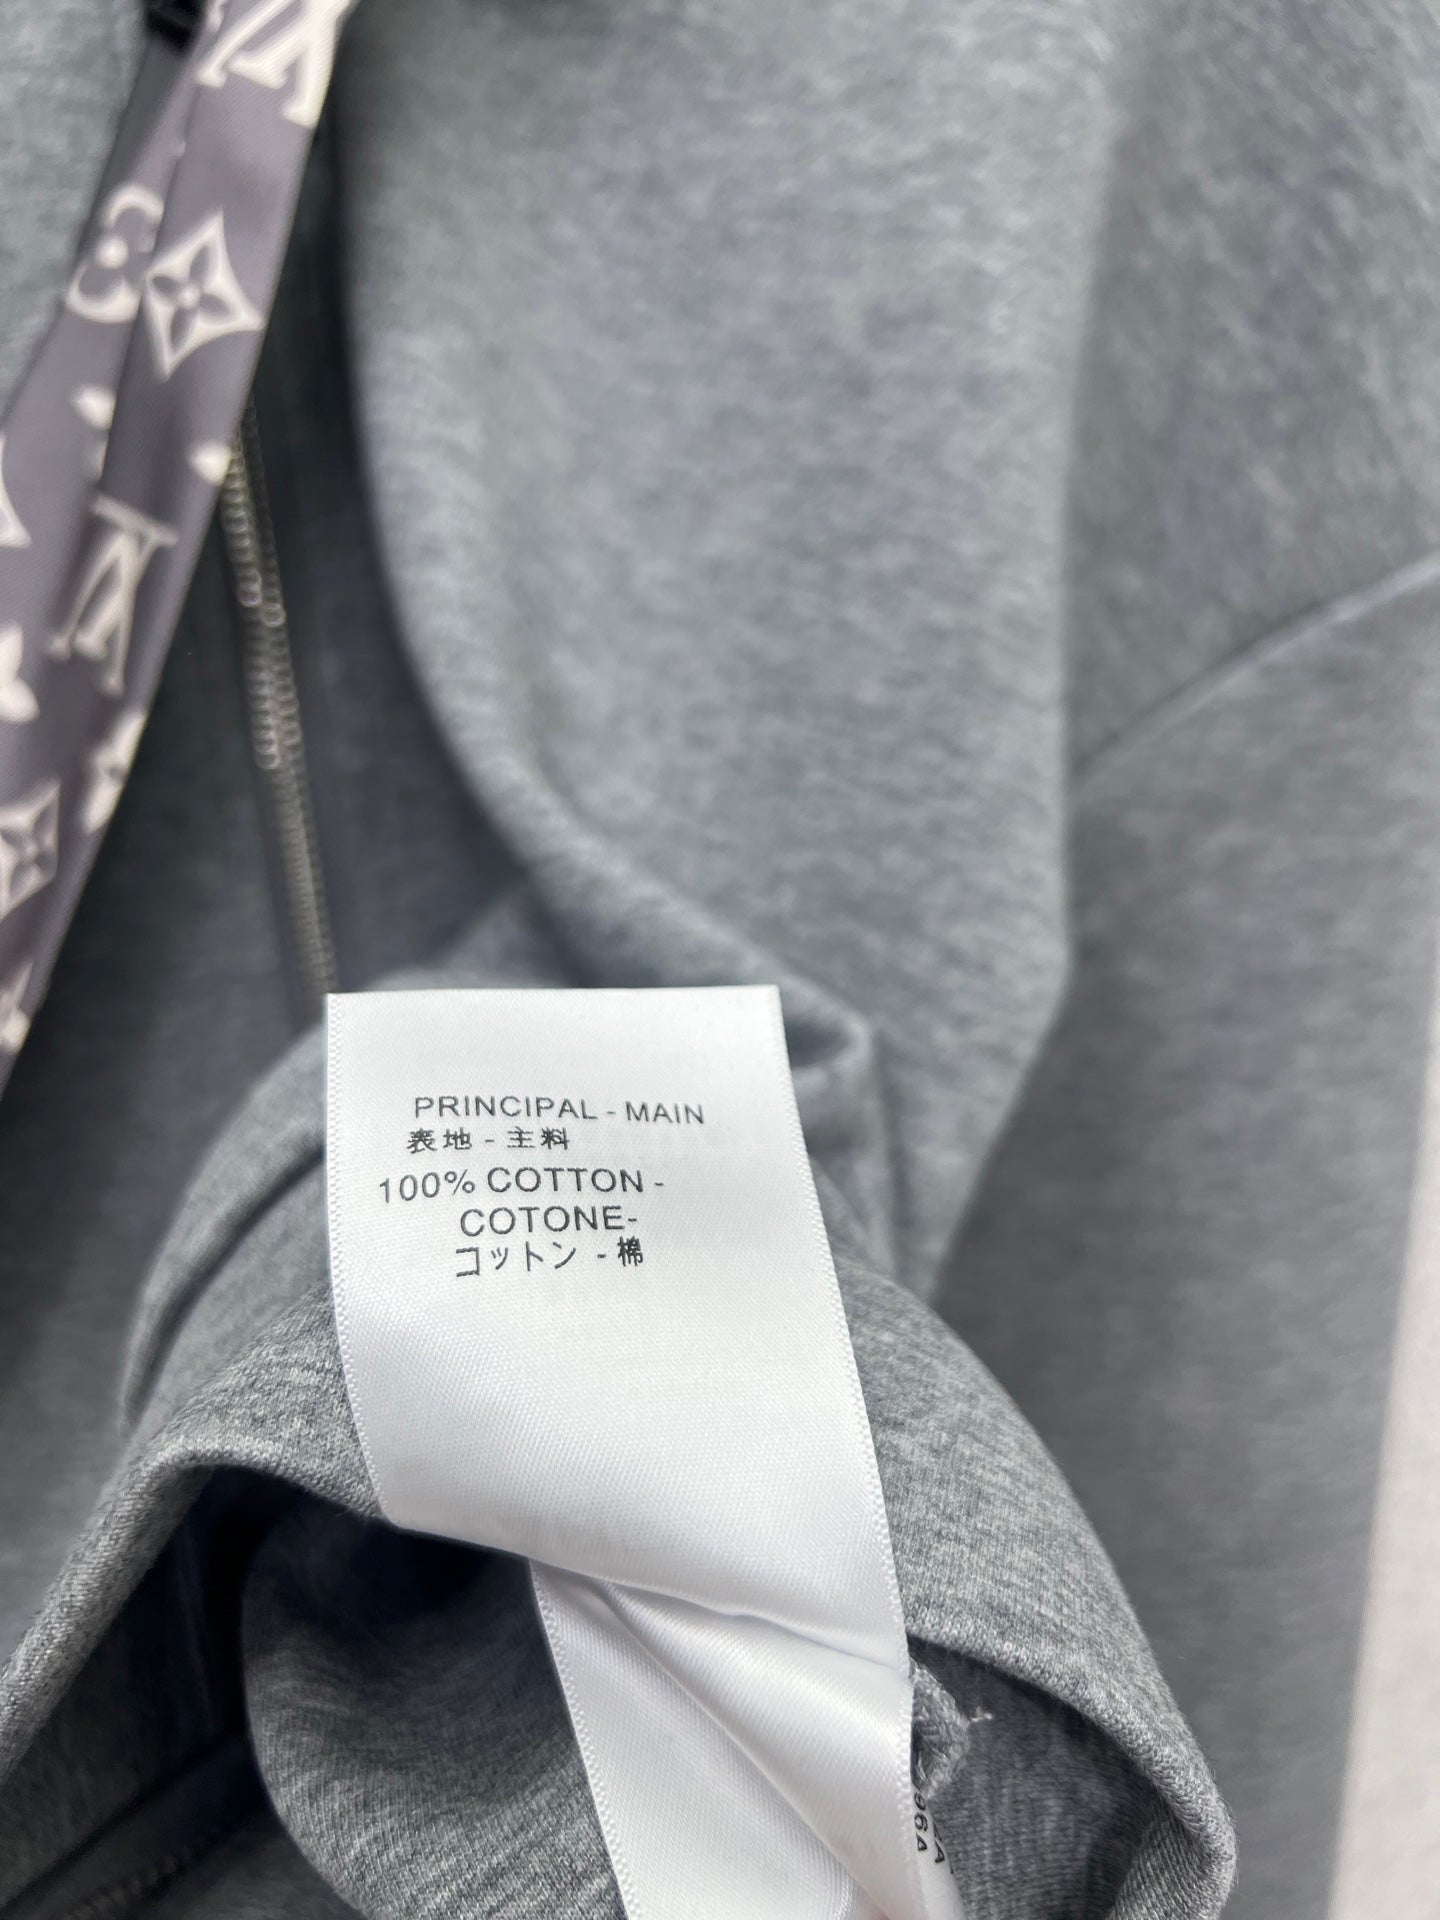 PRINCIPAL - MAIN
表地 - 主料
100% COTTON -
COTONE-
コットン - 棉